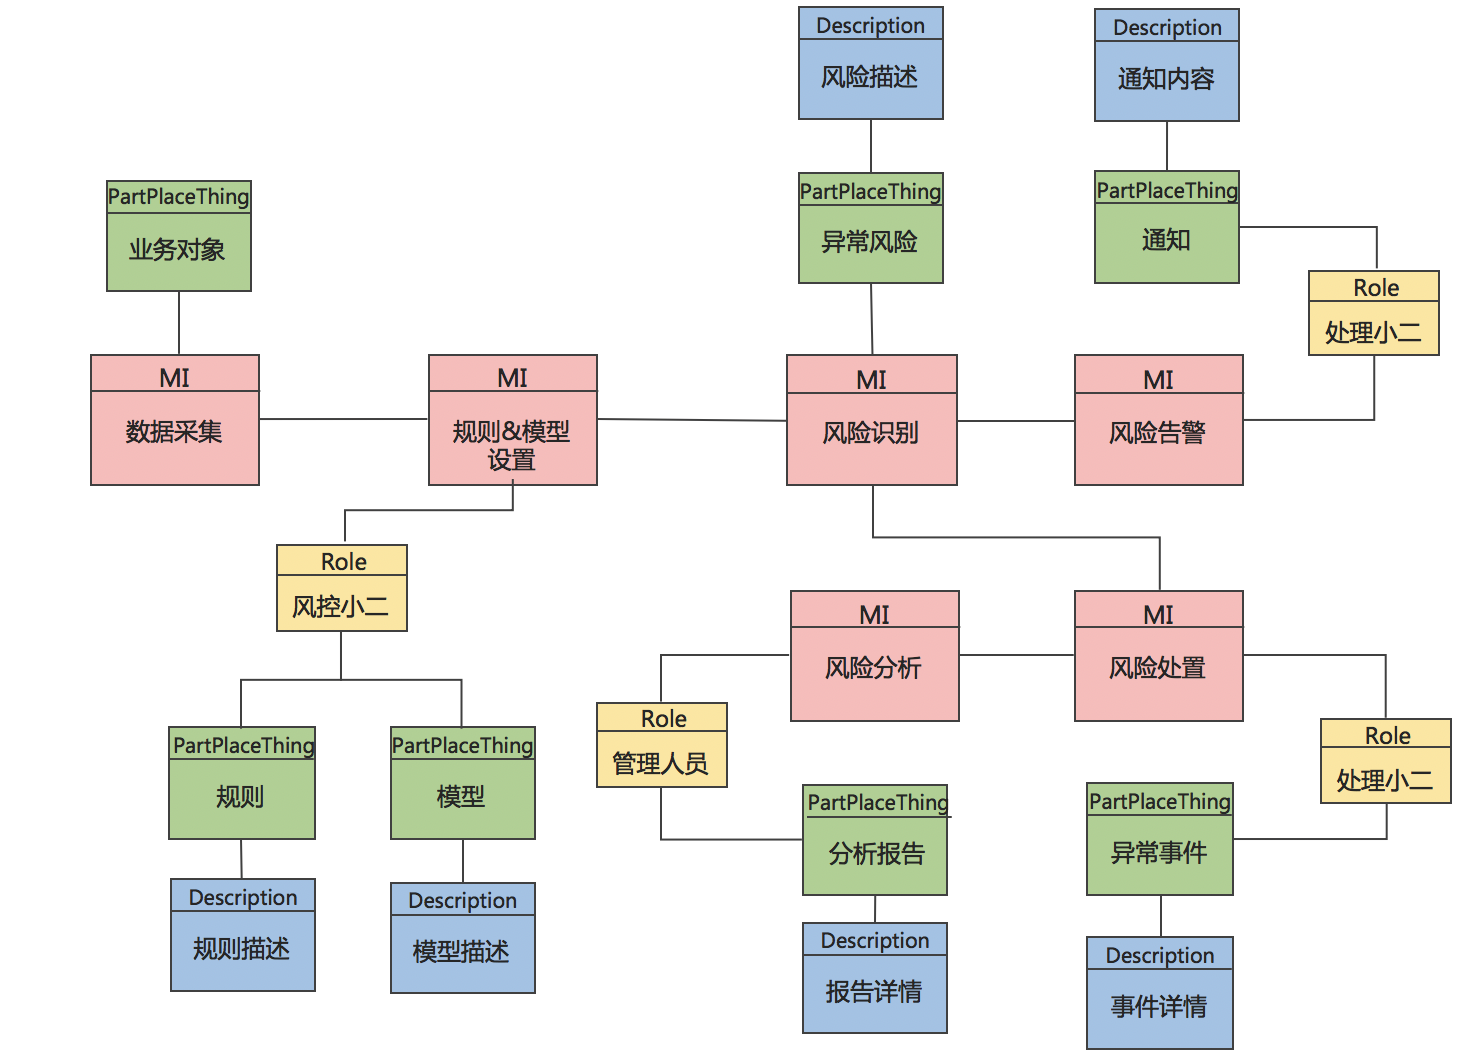 Description
风险描述
Description
通知内容
PartPlaceThing
业务对象
PartPlaceThing
异常风险
PartPlaceThing
通知
Role
处理小二
MI
数据采集
MI
规则&模型
设置
MI
风险识别
MI
风险告警
Role
风控小二
MI
风险分析
MI
风险处置
Role
管理人员
Role
处理小二
PartPlaceThing
规则
PartPlaceThing
模型
PartPlaceThing
分析报告
PartPlaceThing
异常事件
Description
规则描述
Description
模型描述
Description
报告详情
Description
事件详情